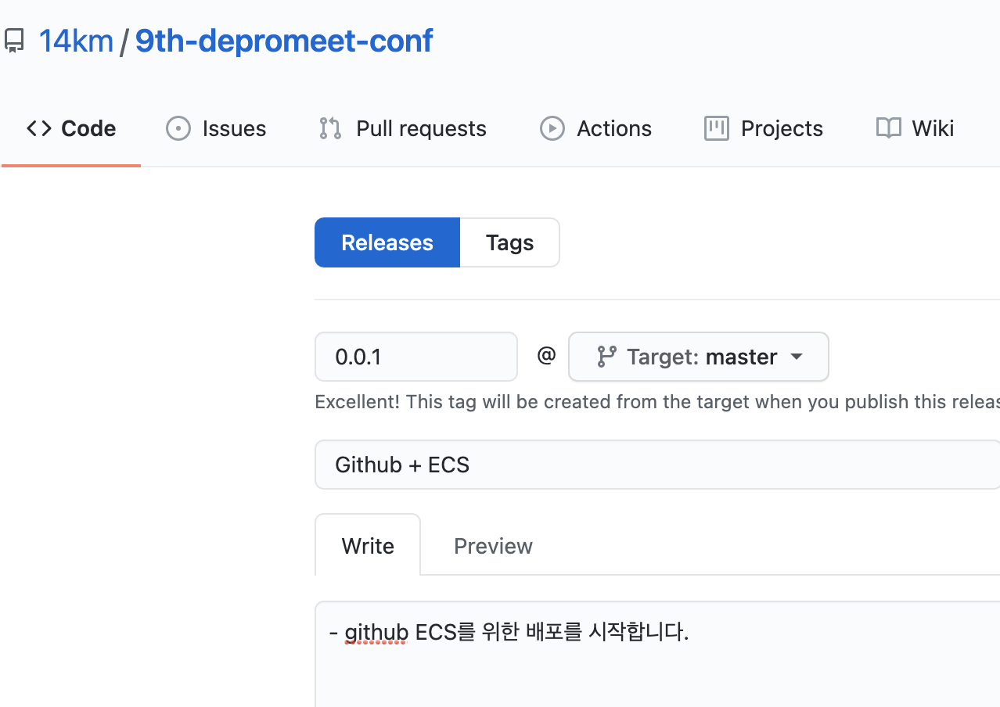 14km / 9th-depromeet-conf
Code Issues Pull requests Actions Projects Wiki
Releases Tags
0.0.1 @ Target: master
Excellent! This tag will be created from the target when you publish this releas
Github + ECS
Write Preview
- github ECS를 위한 배포를 시작합니다.